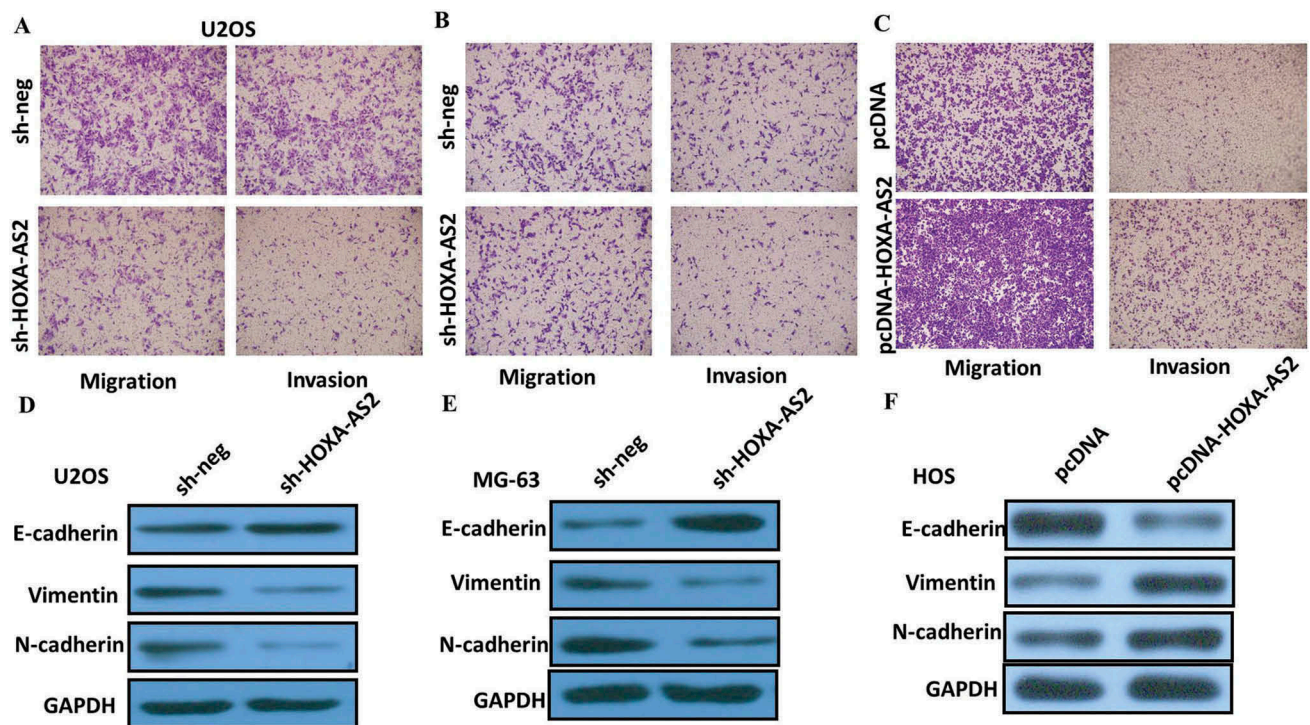 A
U2OS
sh-neg
sh-HOXA-AS2
Migration
Invasion
B
sh-neg
sh-HOXA-AS2
Migration
Invasion
C
pcDNA
pcDNA-HOXA-AS2
Migration
Invasion
D
U2OS
sh-neg
sh-HOXA-AS2
E-cadherin
Vimentin
N-cadherin
GAPDH
E
MG-63
sh-neg
sh-HOXA-AS2
E-cadherin
Vimentin
N-cadherin
GAPDH
F
HOS
pcDNA
pcDNA-HOXA-AS2
E-cadherin
Vimentin
N-cadherin
GAPDH